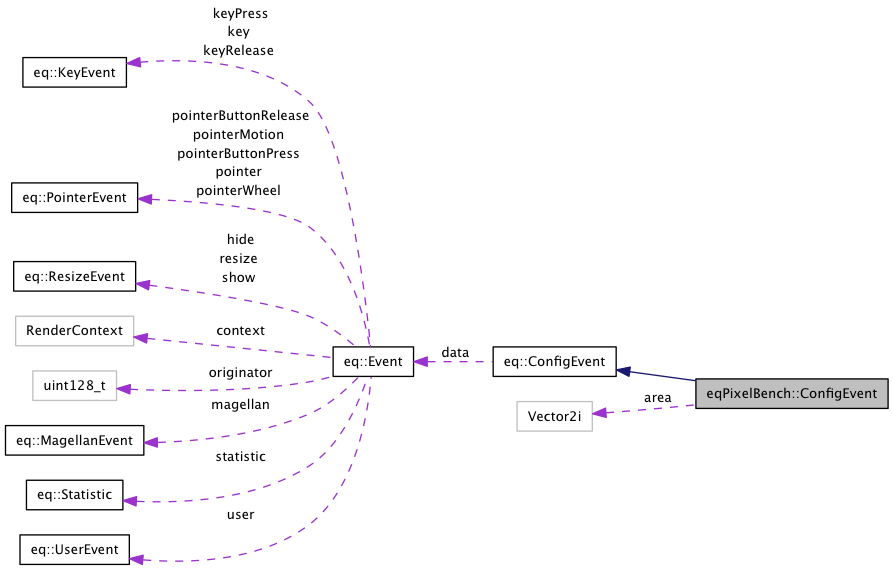 keyPress
key
keyRelease
eq::KeyEvent
pointerButtonRelease
pointerMotion
pointerButtonPress
pointer
pointerWheel
eq::PointerEvent
hide
resize
show
eq::ResizeEvent
RenderContext
context
originator
uint128_t
magellan
eq::MagellanEvent
statistic
eq::Statistic
user
eq::UserEvent
eq::Event
data
eq::ConfigEvent
area
Vector2i
eqPixelBench::ConfigEvent